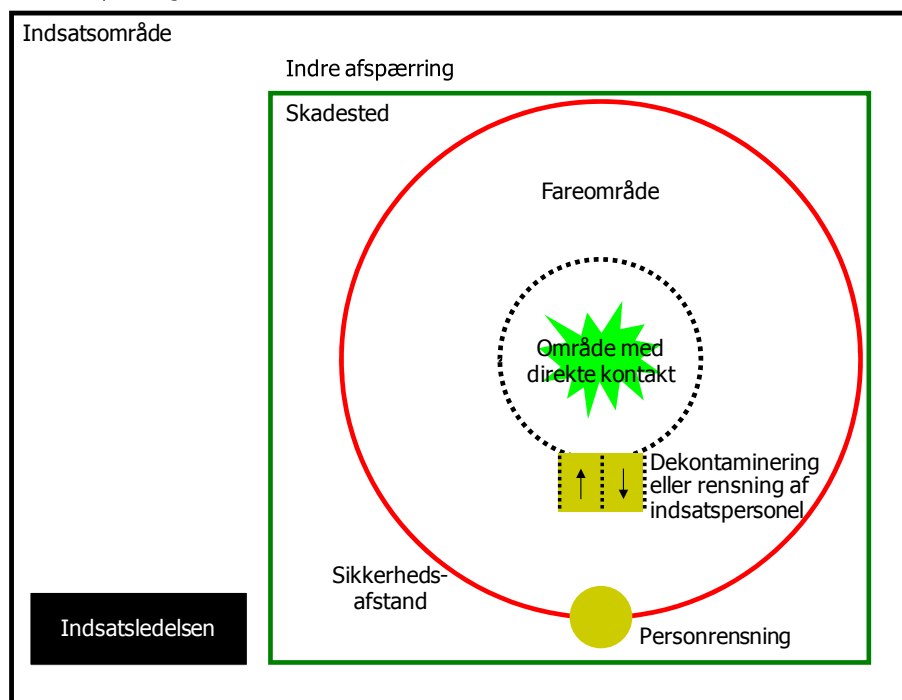 Indsatsområde
Indre afspærring
Skadested
Fareområde
Område med
direkte kontakt
Dekontaminering
eller rensning af
indsatspersonel
Sikkerheds-
afstand
Personrensning
Indsatsledelsen